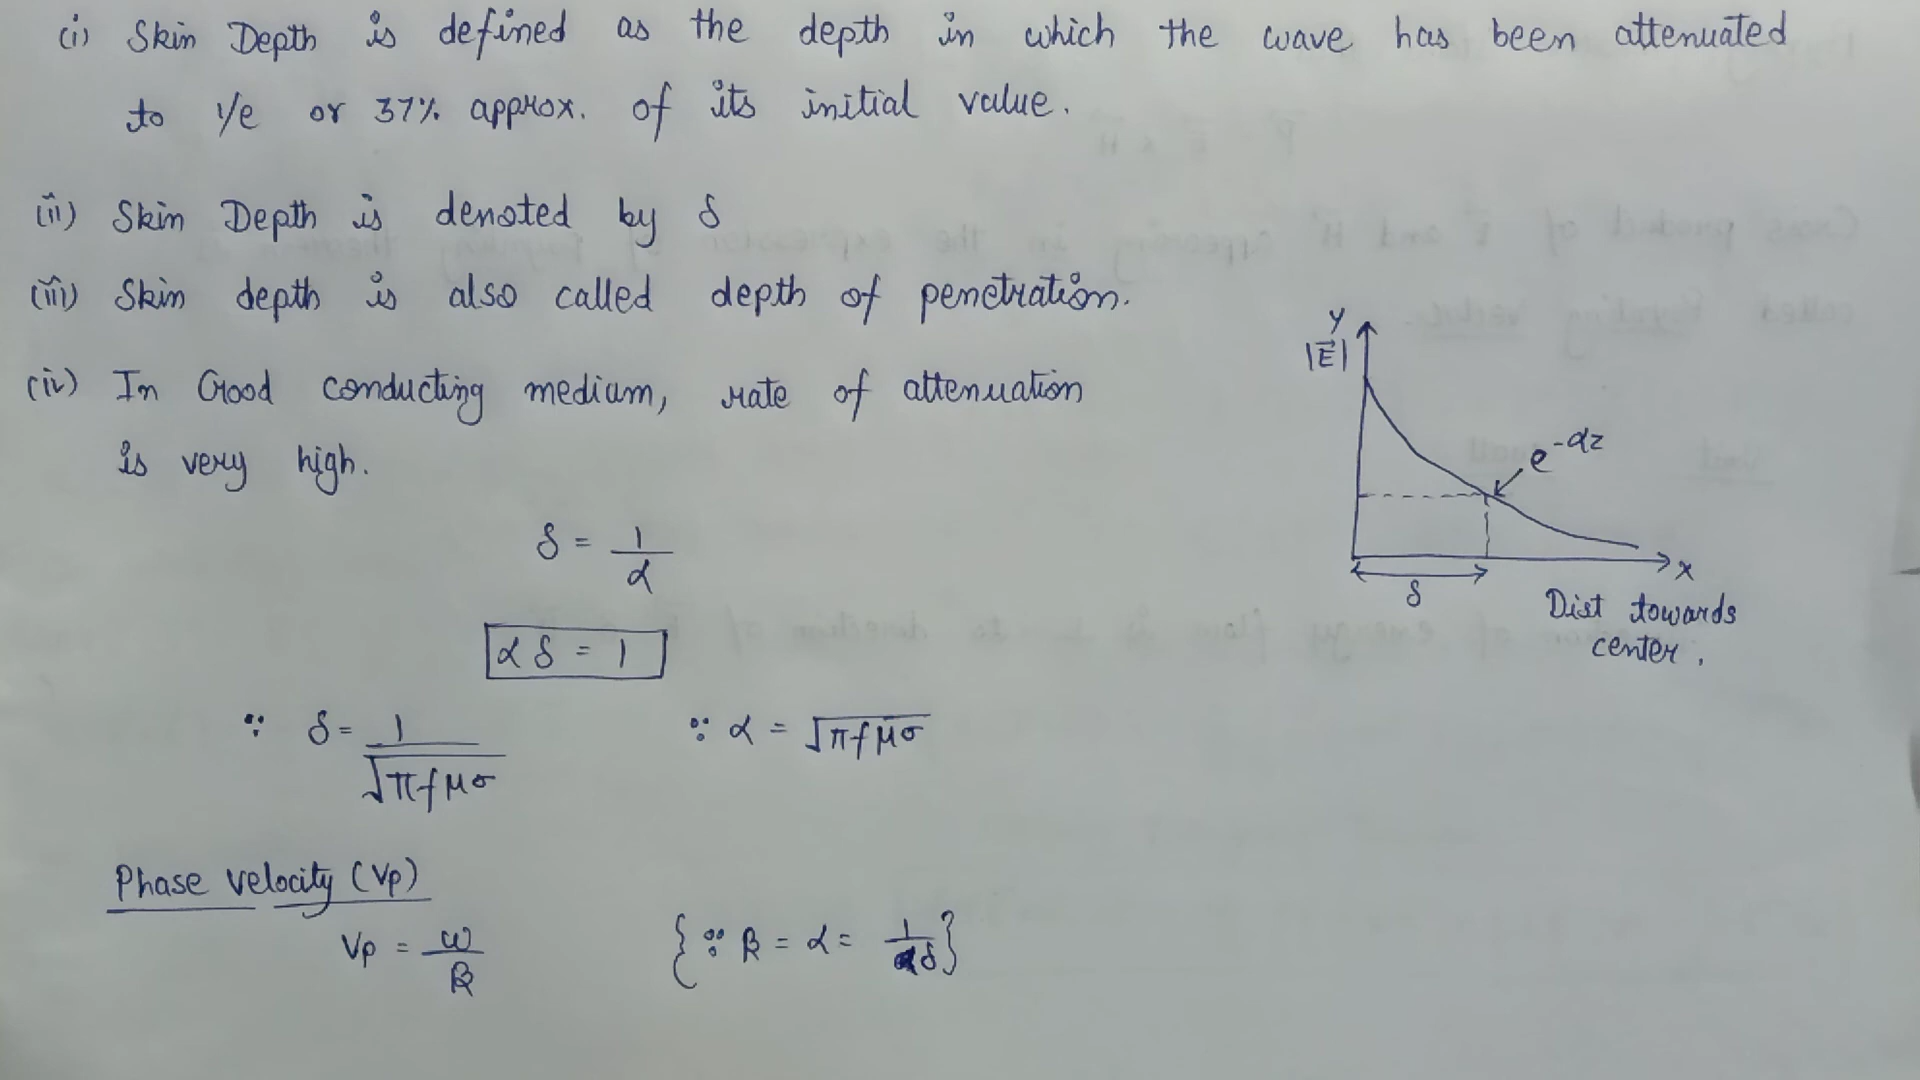 (i) Skin Depth is defined as the depth in which the wave has been attenuated
to 1/e or 37% approx. of its initial value.
(ii) Skin Depth is denoted by δ
(iii) Skin depth is also called depth of penetration.
(iv) In Good conducting medium, rate of attenuation
is very high.
δ = 1/α
αδ = 1
∵ δ = 1/√πfμσ ∵ α = √πfμσ
y
|E⃗|
e^-αz
x
δ
Dist towards
center.
Phase velocity (Vp)
Vp = ω/β {∵ β = α = 1/δ}